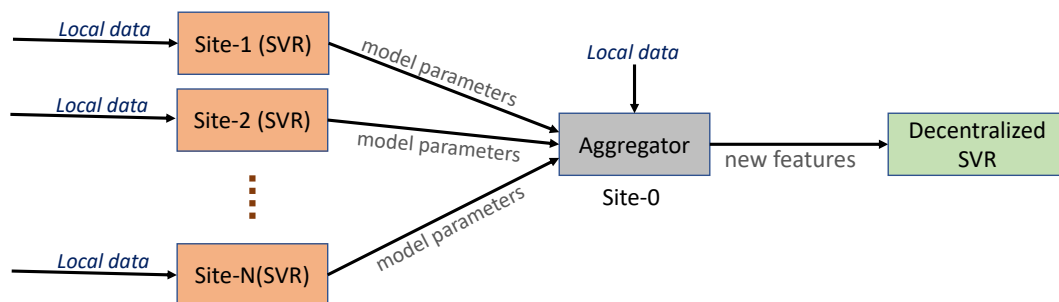 Local data
Site-1 (SVR)
model parameters
Local data
Local data
Site-2 (SVR)
model parameters
Aggregator
new features
Decentralized
SVR
Site-0
model parameters
Local data
Site-N(SVR)